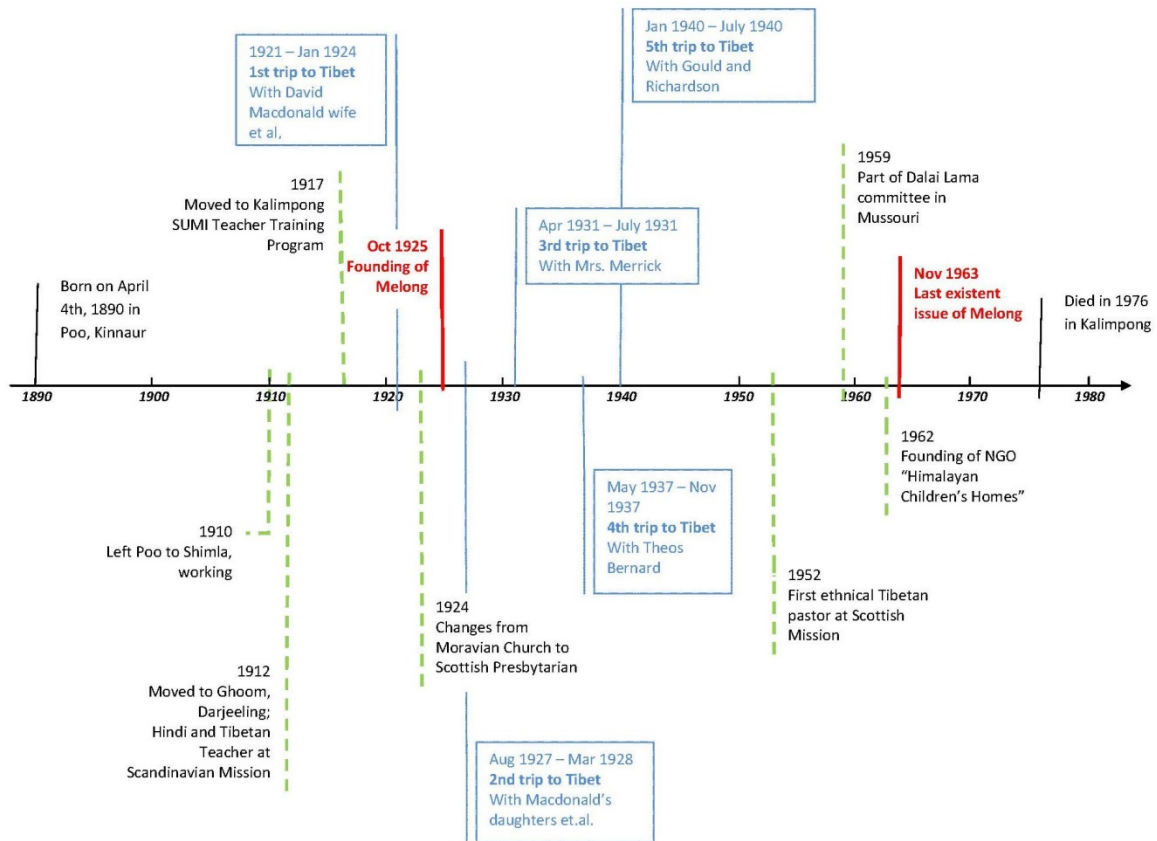 1921 – Jan 1924
1st trip to Tibet
With David
Macdonald wife
et al,
Jan 1940 – July 1940
5th trip to Tibet
With Gould and
Richardson
1917
Moved to Kalimpong
SUMI Teacher Training
Program
Oct 1925
Founding of
Melong
Apr 1931 – July 1931
3rd trip to Tibet
With Mrs. Merrick
1959
Part of Dalai Lama
committee in
Mussouri
Born on April
4th, 1890 in
Poo, Kinnaur
Nov 1963
Last existent
issue of Melong
Died in 1976
in Kalimpong
1890 1900 1910 1920 1930 1940 1950 1960 1970 1980
1910
Left Poo to Shimla,
working
1912
Moved to Ghoom,
Darjeeling;
Hindi and Tibetan
Teacher at
Scandinavian Mission
1924
Changes from
Moravian Church to
Scottish Presbytarian
Aug 1927 – Mar 1928
2nd trip to Tibet
With Macdonald's
daughters et.al.
May 1937 – Nov
1937
4th trip to Tibet
With Theos
Bernard
1952
First ethnical Tibetan
pastor at Scottish
Mission
1962
Founding of NGO
"Himalayan
Children's Homes"